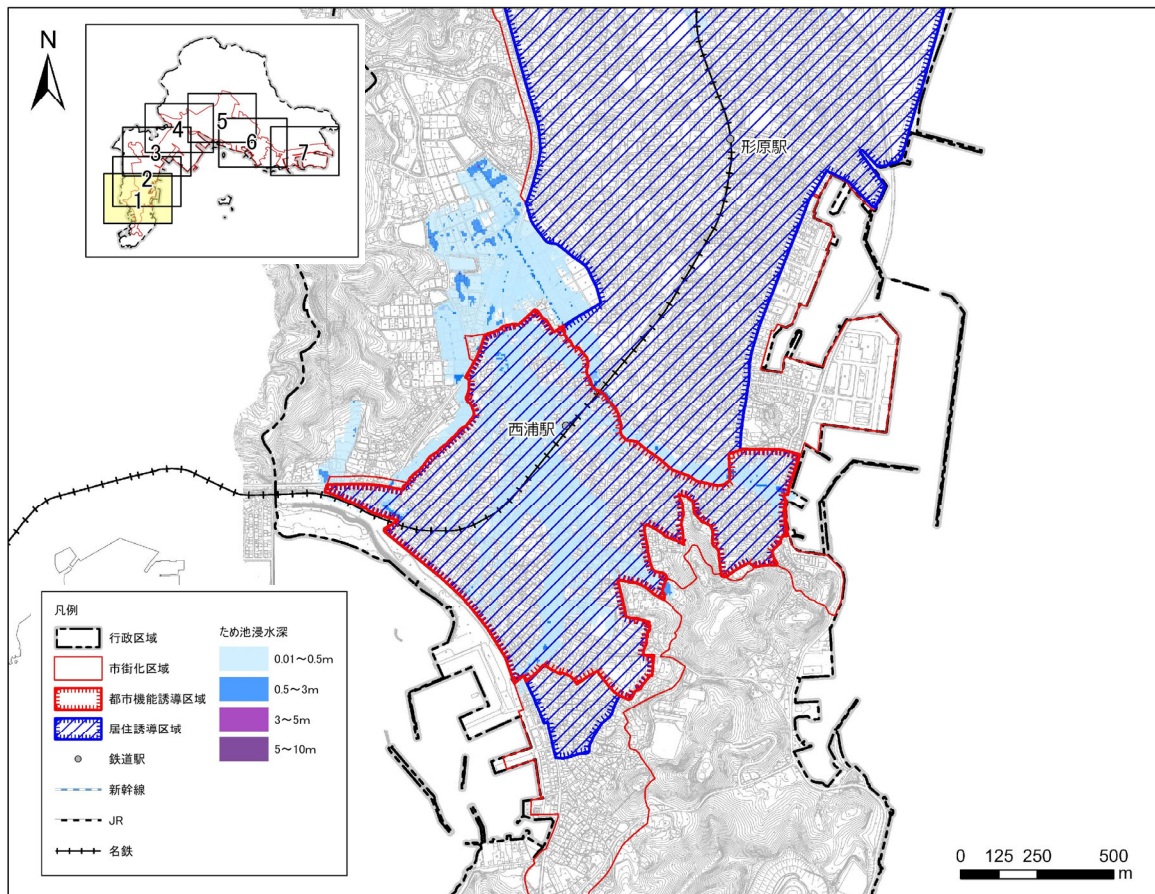 N
1
2
3
4
5
6
7
形原駅
西浦駅
凡例
行政区域
市街化区域
都市機能誘導区域
居住誘導区域
鉄道駅
新幹線
JR
名鉄
ため池浸水深
0.01～0.5m
0.5～3m
3～5m
5～10m
0 125 250 500
m